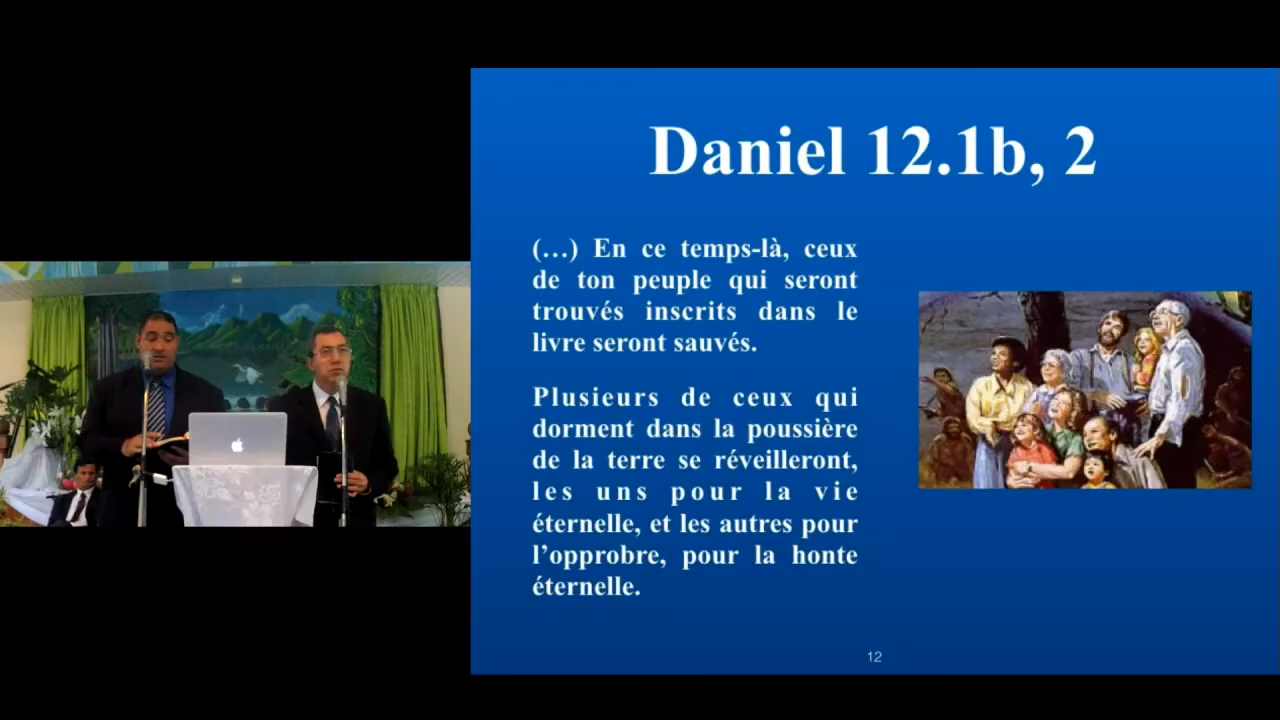 Daniel 12.1b, 2
(…) En ce temps-là, ceux
de ton peuple qui seront
trouvés inscrits dans le
livre seront sauvés.
Plusieurs de ceux qui
dorment dans la poussière
de la terre se réveilleront,
les uns pour la vie
éternelle, et les autres pour
l’opprobre, pour la honte
éternelle.
12